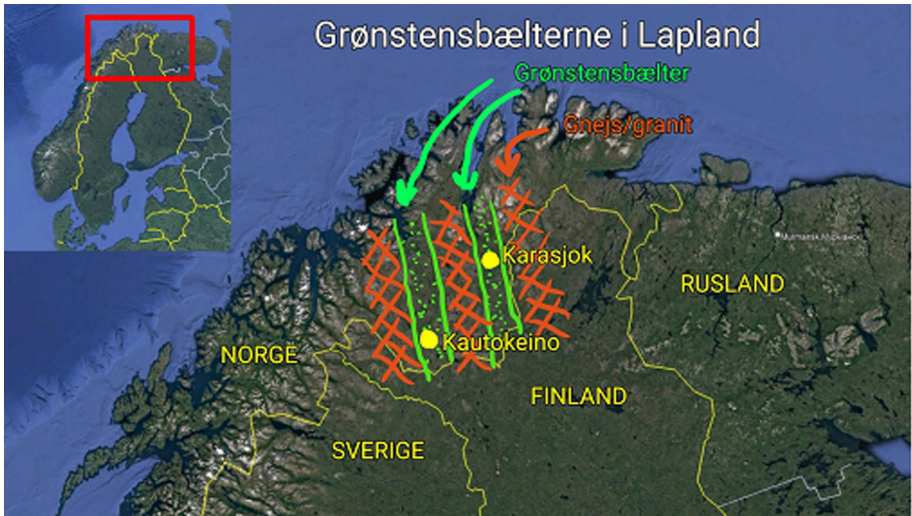 Grønstensbælterne i Lapland
Grønstensbælter
Gnejs/granit
Karasjok
RUSLAND
Kautokeino
NORGE
FINLAND
SVERIGE